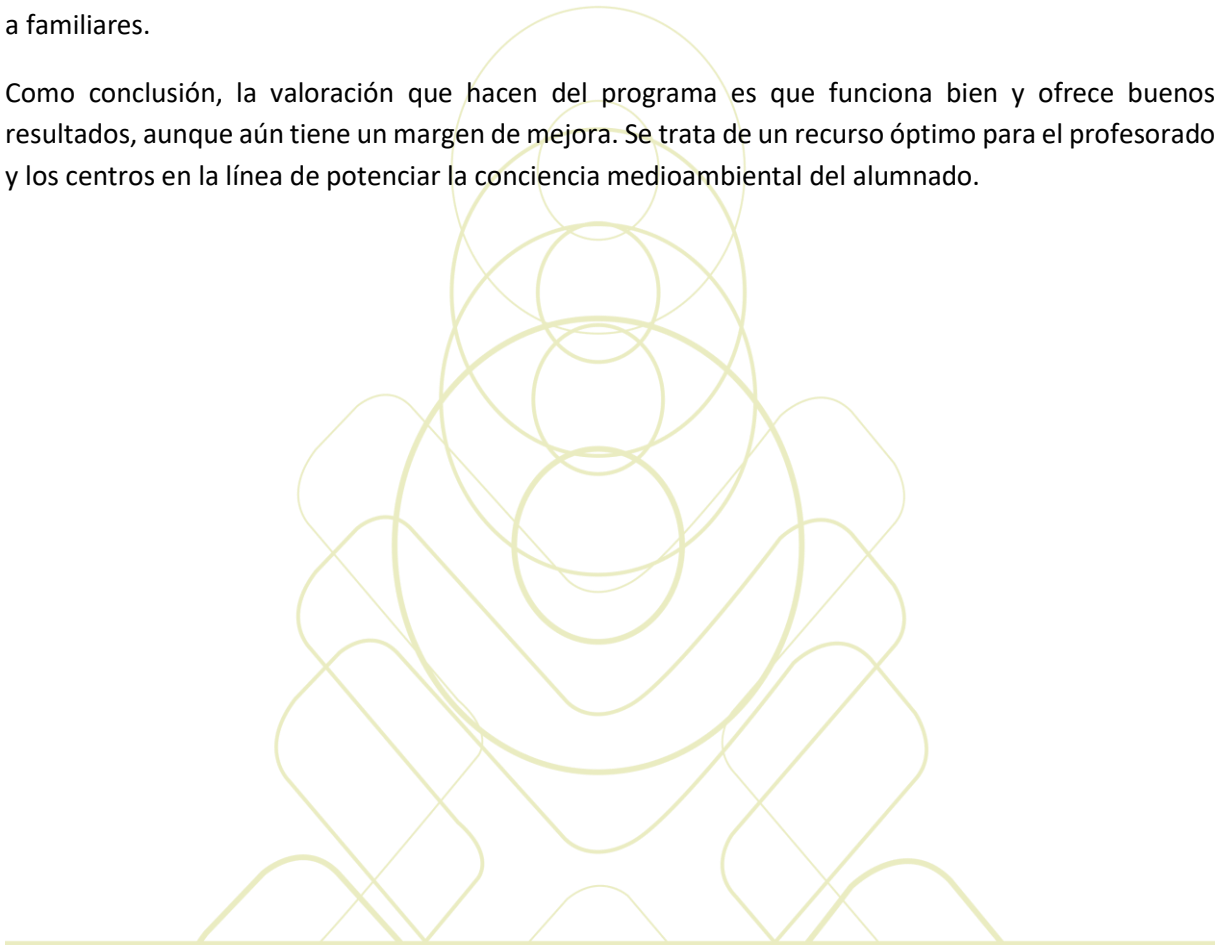 a familiares.
Como conclusión, la valoración que hacen del programa es que funciona bien y ofrece buenos
resultados, aunque aún tiene un margen de mejora. Se trata de un recurso óptimo para el profesorado
y los centros en la línea de potenciar la conciencia medioambiental del alumnado.